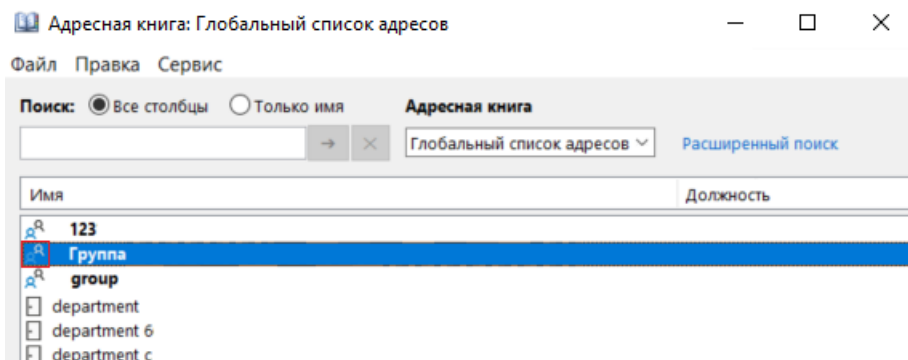 Адресная книга: Глобальный список адресов
Файл Правка Сервис
Поиск: Все столбцы Только имя Адресная книга
Глобальный список адресов Расширенный поиск
Имя Должность
123
Группа
group
department
department 6
department c